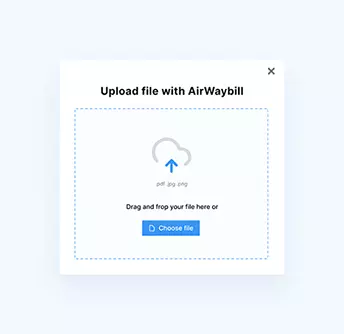 Upload file with AirWaybill
pdf .jpg .png
Drag and frop your file here or
Choose file